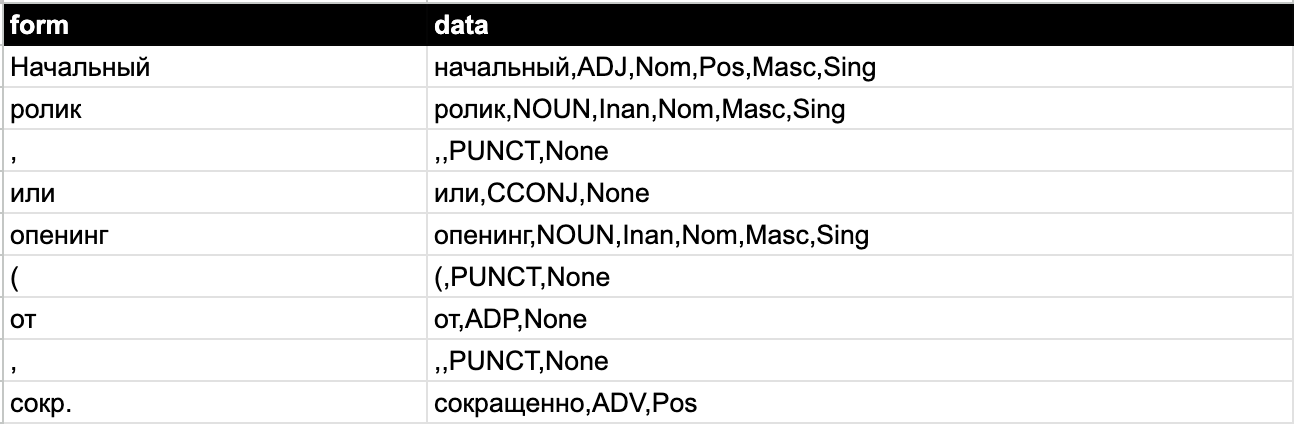 form data
Начальный начальный,ADJ,Nom,Pos,Masc,Sing
ролик ролик,NOUN,Inan,Nom,Masc,Sing
, ,,PUNCT,None
или или,CCONJ,None
опенинг опенинг,NOUN,Inan,Nom,Masc,Sing
( (,PUNCT,None
от от,ADP,None
, ,,PUNCT,None
сокр. сокращенно,ADV,Pos